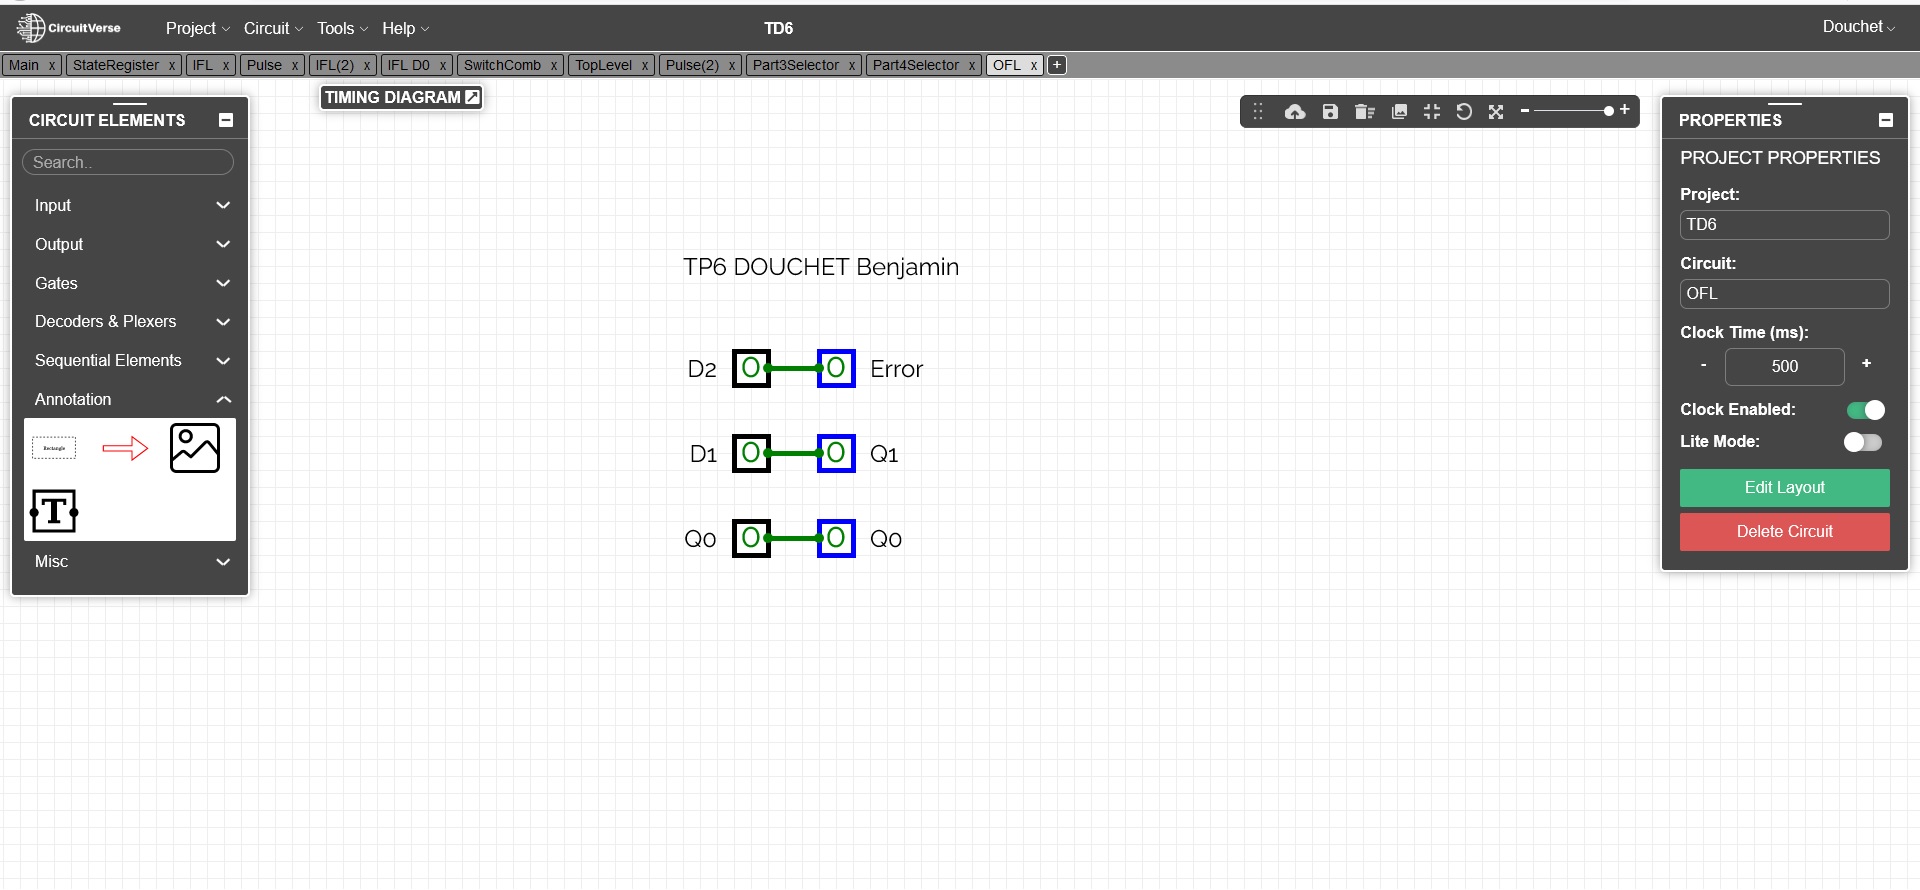 CircuitVerse
Project
Circuit
Tools
Help
TD6
Douchet
Main x
StateRegister x
IFL x
Pulse x
IFL(2) x
IFL D0 x
SwitchComb x
TopLevel x
Pulse(2) x
Part3Selector x
Part4Selector x
OFL x
+
TIMING DIAGRAM
CIRCUIT ELEMENTS
Search..
Input
Output
Gates
Decoders & Plexers
Sequential Elements
Annotation
Rectangle
T
Misc
TP6 DOUCHET Benjamin
D2 0 0 Error
D1 0 0 Q1
Q0 0 0 Q0
- +
PROPERTIES
PROJECT PROPERTIES
Project:
TD6
Circuit:
OFL
Clock Time (ms):
- 500 +
Clock Enabled:
Lite Mode:
Edit Layout
Delete Circuit